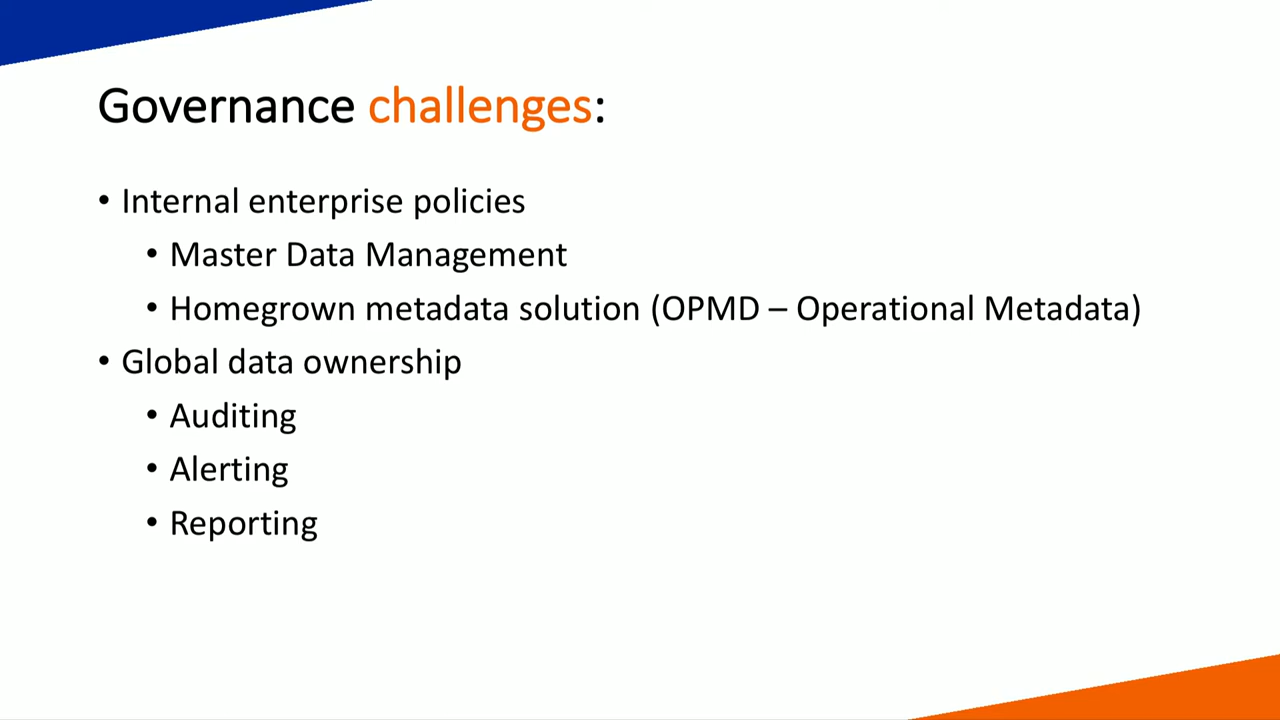 Governance challenges:
• Internal enterprise policies
• Master Data Management
• Homegrown metadata solution (OPMD – Operational Metadata)
• Global data ownership
• Auditing
• Alerting
• Reporting